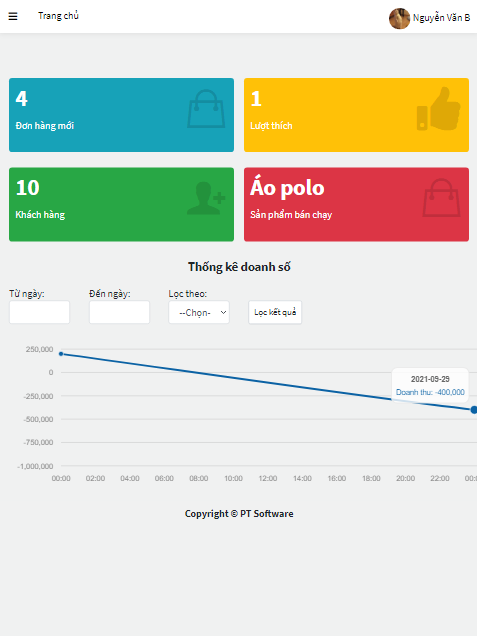 Trang chủ
Nguyễn Văn B
4
Đơn hàng mới
1
Lượt thích
10
Khách hàng
Áo polo
Sản phẩm bán chạy
Thống kê doanh số
Từ ngày:
Đến ngày:
Lọc theo:
--Chọn-
Lọc kết quả
250,000
0
-250,000
-500,000
-750,000
-1,000,000
2021-09-29
Doanh thu: -400,000
00:00 02:00 04:00 06:00 08:00 10:00 12:00 14:00 16:00 18:00 20:00 22:00 00:0
Copyright © PT Software